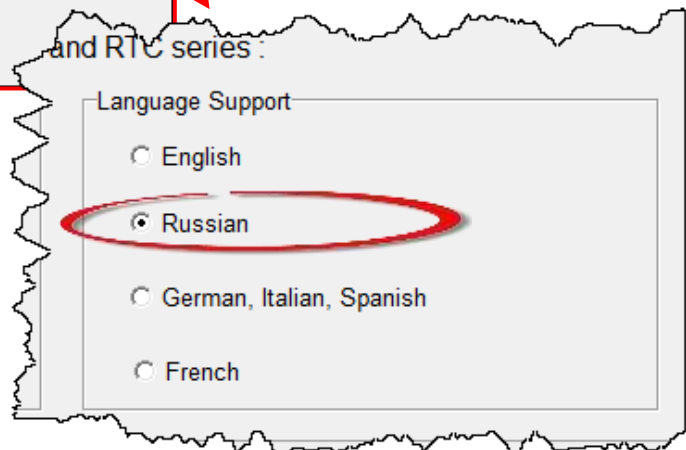 and RTC series :
Language Support
English
Russian
German, Italian, Spanish
French